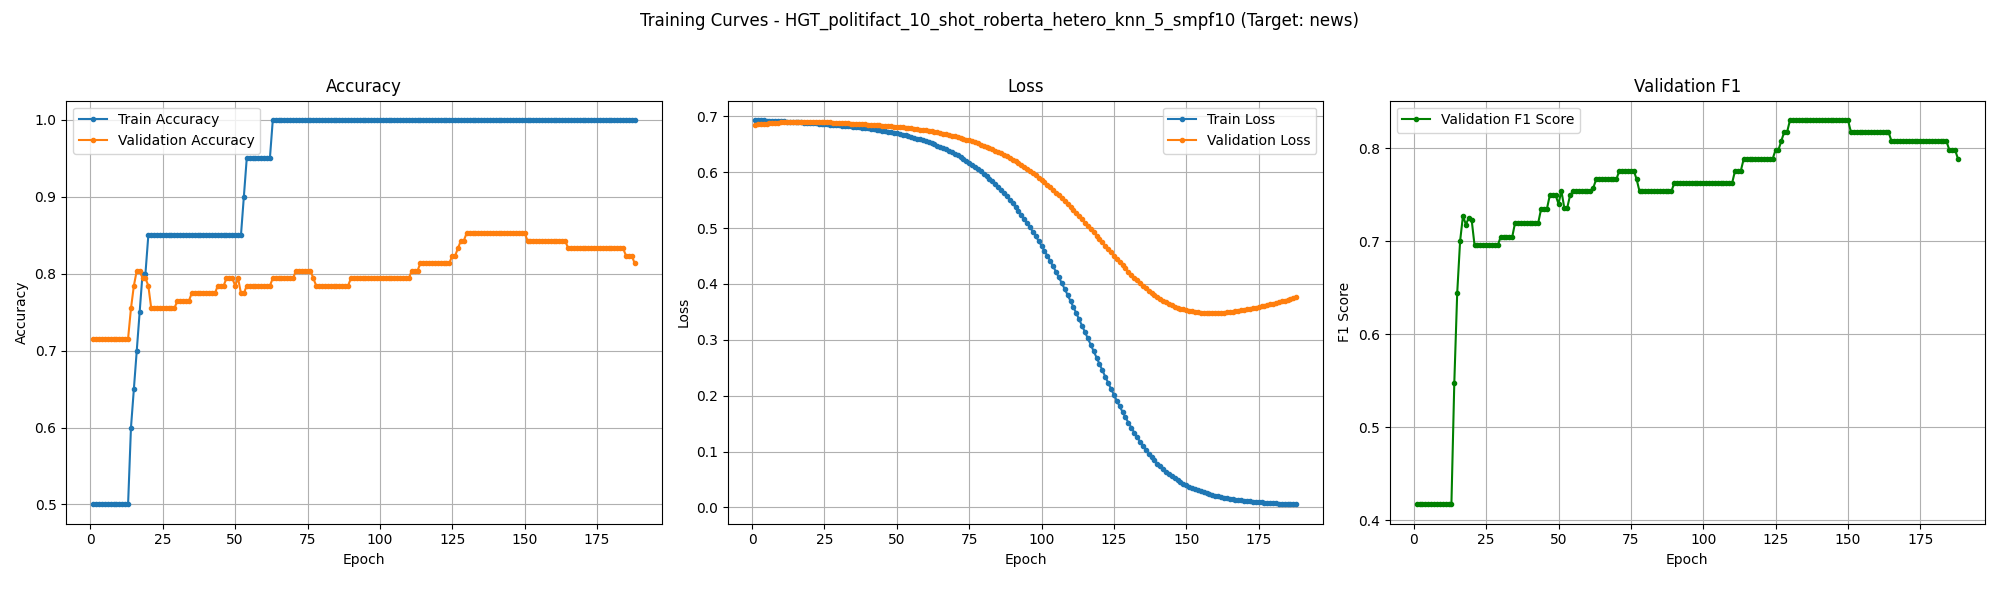 Training Curves - HGT_politifact_10_shot_roberta_hetero_knn_5_smpf10 (Target: news)
Accuracy
Train Accuracy
Validation Accuracy
1.0
0.9
0.8
0.7
0.6
0.5
Accuracy
0 25 50 75 100 125 150 175
Epoch
Loss
Train Loss
Validation Loss
0.7
0.6
0.5
0.4
0.3
0.2
0.1
0.0
Loss
0 25 50 75 100 125 150 175
Epoch
Validation F1
Validation F1 Score
0.8
0.7
0.6
0.5
0.4
F1 Score
0 25 50 75 100 125 150 175
Epoch